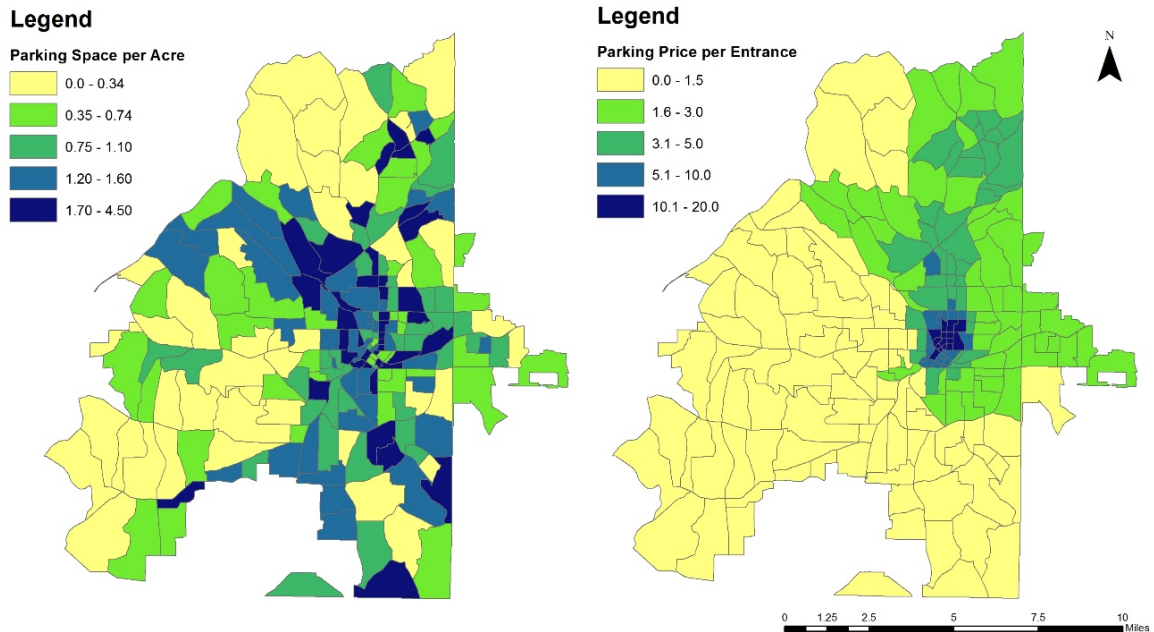 Legend
Parking Space per Acre
0.0 - 0.34
0.35 - 0.74
0.75 - 1.10
1.20 - 1.60
1.70 - 4.50
Legend
Parking Price per Entrance
0.0 - 1.5
1.6 - 3.0
3.1 - 5.0
5.1 - 10.0
10.1 - 20.0
N
0 1.25 2.5 5 7.5 10
Miles